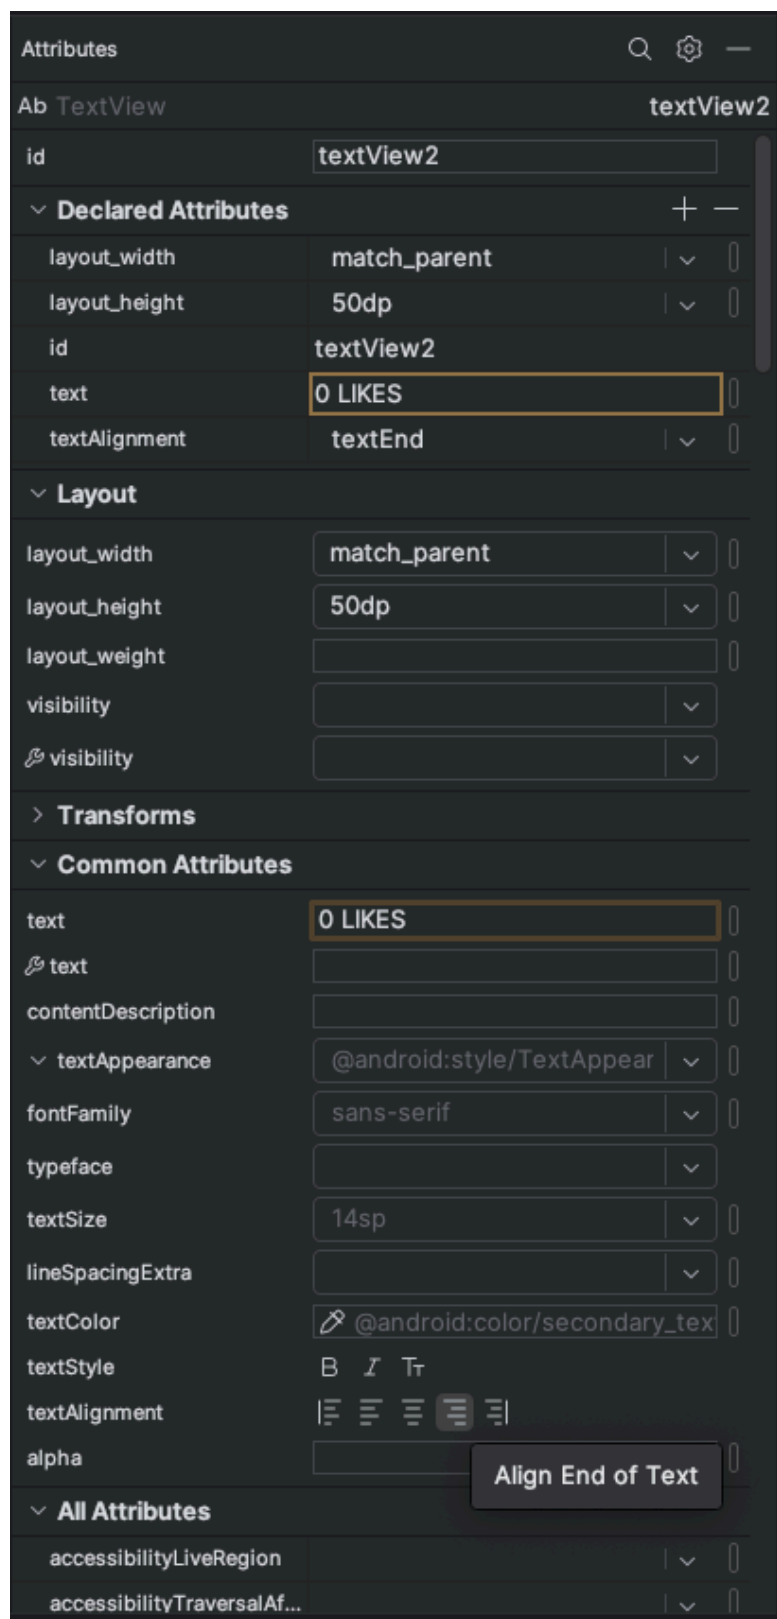 Attributes
Ab TextView textView2
id textView2
Declared Attributes
layout_width match_parent
layout_height 50dp
id textView2
text 0 LIKES
textAlignment textEnd
Layout
layout_width match_parent
layout_height 50dp
layout_weight
visibility
visibility
Transforms
Common Attributes
text 0 LIKES
text
contentDescription
textAppearance @android:style/TextAppear
fontFamily sans-serif
typeface
textSize 14sp
lineSpacingExtra
textColor @android:color/secondary_tex
textStyle B I Tт
textAlignment
alpha
Align End of Text
All Attributes
accessibilityLiveRegion
accessibilityTraversalAf...